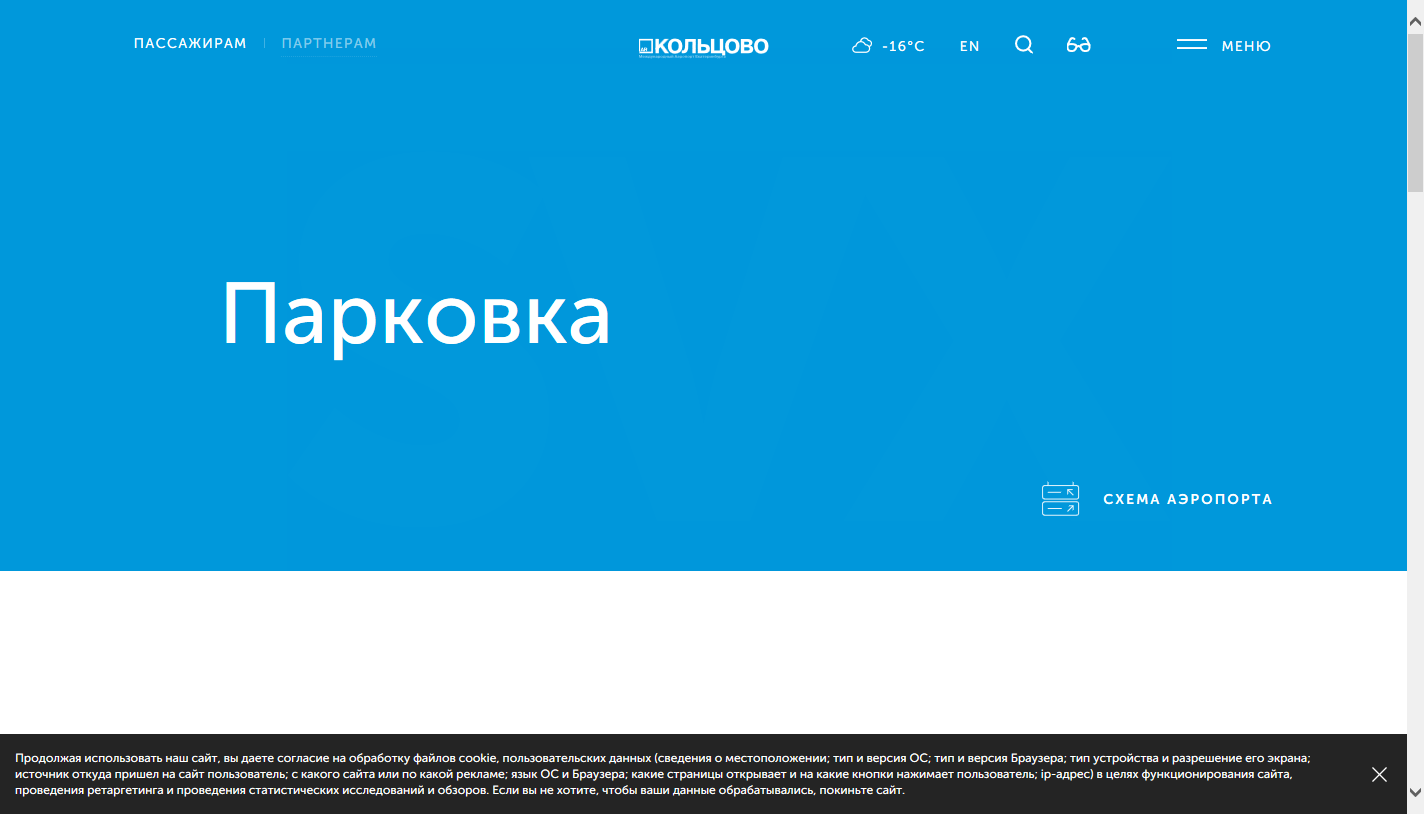 ПАССАЖИРАМ
ПАРТНЕРАМ
КОЛЬЦОВО
-16°C
EN
МЕНЮ
Парковка
СХЕМА АЭРОПОРТА
Продолжая использовать наш сайт, вы даете согласие на обработку файлов cookie, пользовательских данных (сведения о местоположении; тип и версия ОС; тип и версия Браузера; тип устройства и разрешение его экрана;
источник откуда пришел на сайт пользователь; с какого сайта или по какой рекламе; язык ОС и Браузера; какие страницы открывает и на какие кнопки нажимает пользователь; ip-адрес) в целях функционирования сайта,
проведения ретаргетинга и проведения статистических исследований и обзоров. Если вы не хотите, чтобы ваши данные обрабатывались, покиньте сайт.